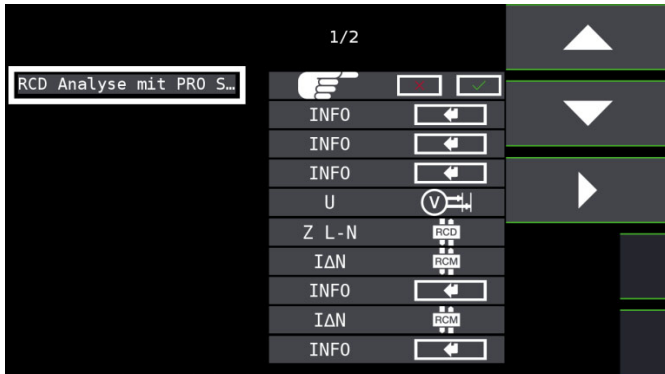 1/2
RCD Analyse mit PRO S…
INFO
INFO
INFO
U V
Z L-N RCD
IΔN RCM
INFO
IΔN RCM
INFO